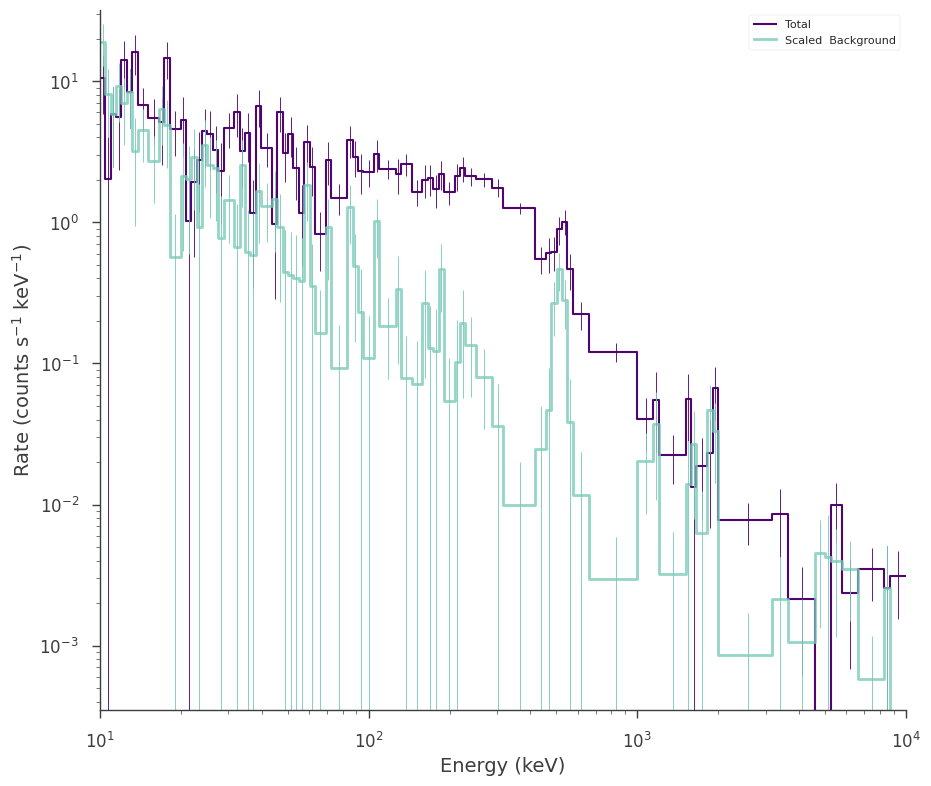 Total
Scaled  Background
10¹
10⁰
10⁻¹
10⁻²
10⁻³
Rate (counts s⁻¹ keV⁻¹)
10¹ 10² 10³ 10⁴
Energy (keV)